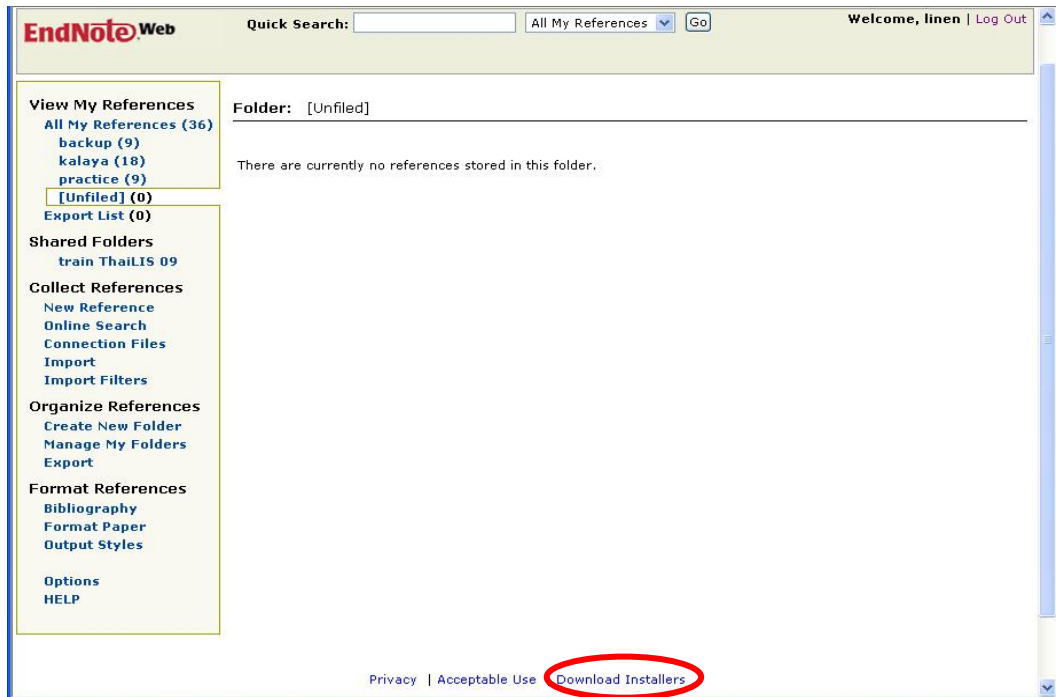 EndNote Web
Quick Search: All My References Go
Welcome, linen | Log Out
View My References
All My References (36)
backup (9)
kalaya (18)
practice (9)
[Unfiled] (0)
Export List (0)
Shared Folders
train ThaiLIS 09
Collect References
New Reference
Online Search
Connection Files
Import
Import Filters
Organize References
Create New Folder
Manage My Folders
Export
Format References
Bibliography
Format Paper
Output Styles
Options
HELP
Folder: [Unfiled]
There are currently no references stored in this folder.
Privacy | Acceptable Use Download Installers